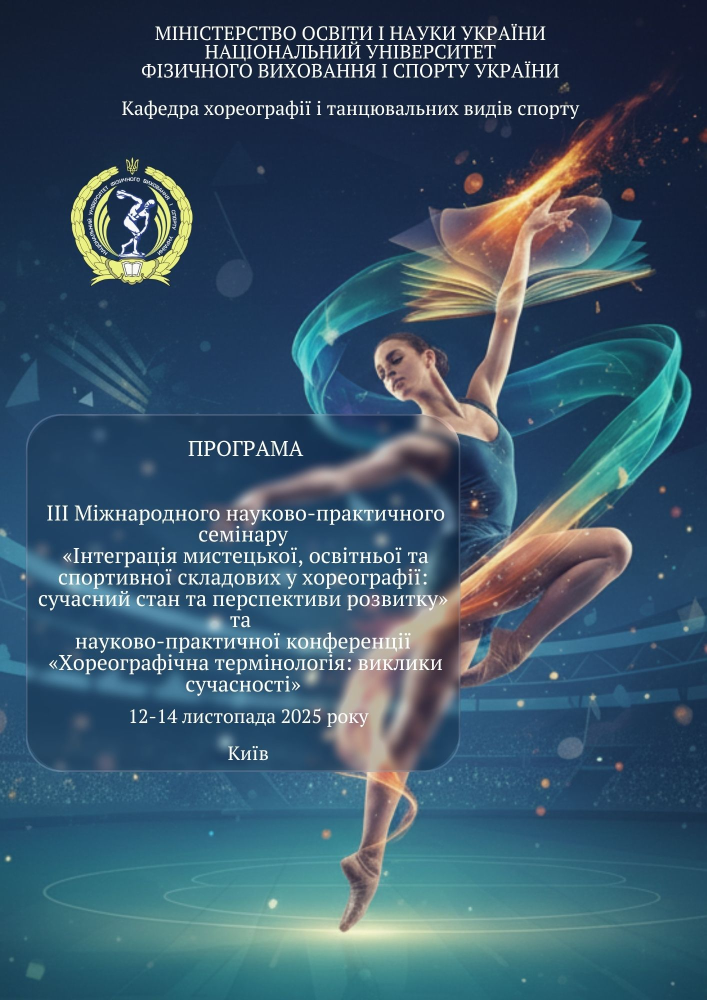 МІНІСТЕРСТВО ОСВІТИ І НАУКИ УКРАЇНИ
НАЦІОНАЛЬНИЙ УНІВЕРСИТЕТ
ФІЗИЧНОГО ВИХОВАННЯ І СПОРТУ УКРАЇНИ
Кафедра хореографії і танцювальних видів спорту
НАЦІОНАЛЬНИЙ УНІВЕРСИТЕТ ФІЗИЧНОГО ВИХОВАННЯ І СПОРТУ УКРАЇНИ
ПРОГРАМА
ІІІ Міжнародного науково-практичного
семінару
«Інтеграція мистецької, освітньої та
спортивної складових у хореографії:
сучасний стан та перспективи розвитку»
та
науково-практичної конференції
«Хореографічна термінологія: виклики
сучасності»
12-14 листопада 2025 року
Київ